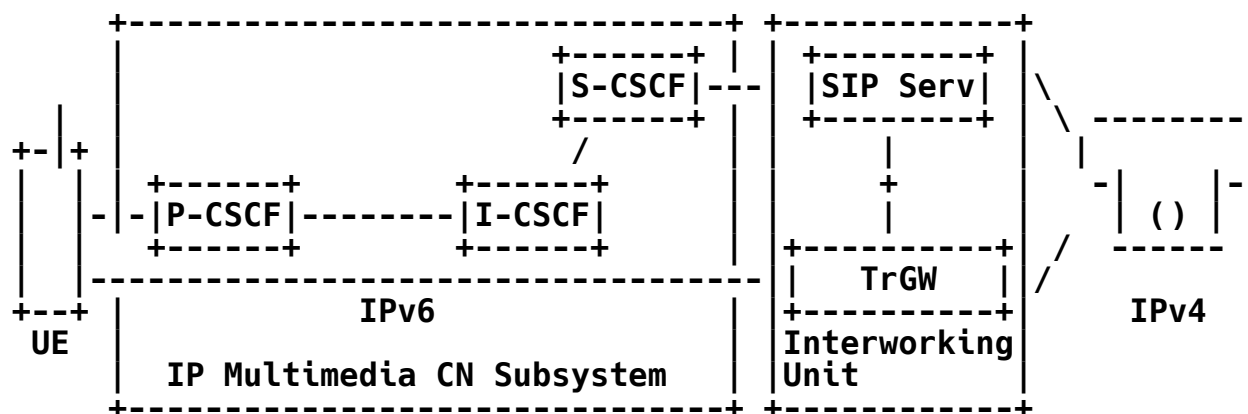 S-CSCF SIP Serv
P-CSCF I-CSCF ()
TrGW
IPv6 IPv4
UE Interworking
IP Multimedia CN Subsystem Unit